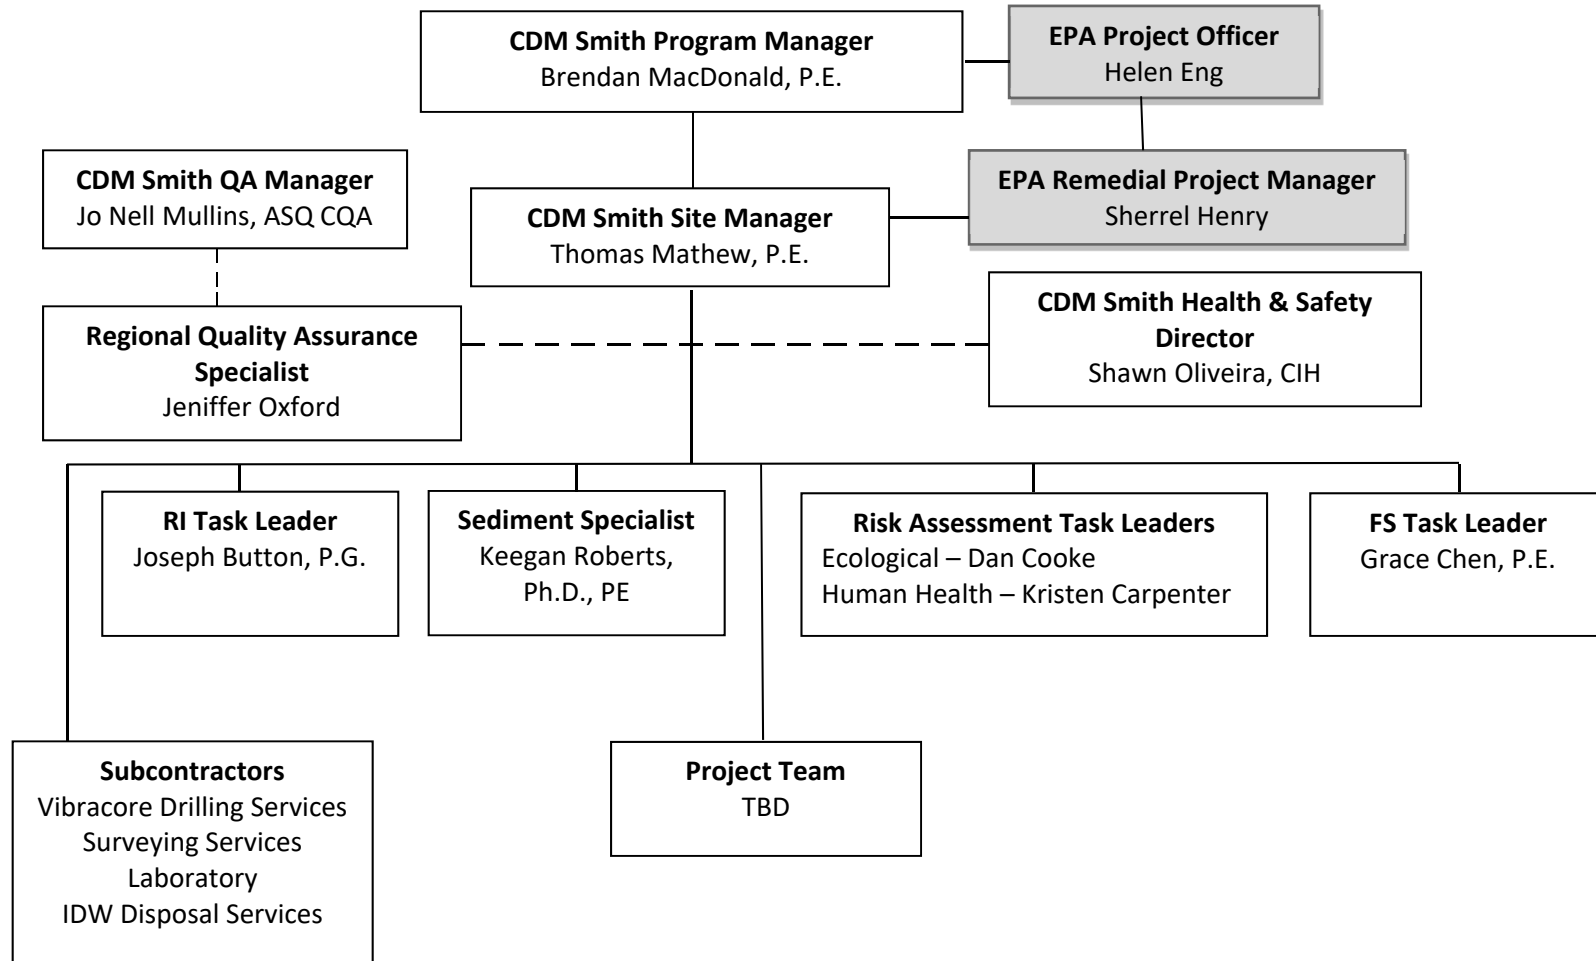 CDM Smith Program Manager
Brendan MacDonald, P.E.
EPA Project Officer
Helen Eng
CDM Smith QA Manager
Jo Nell Mullins, ASQ CQA
CDM Smith Site Manager
Thomas Mathew, P.E.
EPA Remedial Project Manager
Sherrel Henry
Regional Quality Assurance
Specialist
Jeniffer Oxford
CDM Smith Health & Safety
Director
Shawn Oliveira, CIH
RI Task Leader
Joseph Button, P.G.
Sediment Specialist
Keegan Roberts,
Ph.D., PE
Risk Assessment Task Leaders
Ecological – Dan Cooke
Human Health – Kristen Carpenter
FS Task Leader
Grace Chen, P.E.
Subcontractors
Vibracore Drilling Services
Surveying Services
Laboratory
IDW Disposal Services
Project Team
TBD